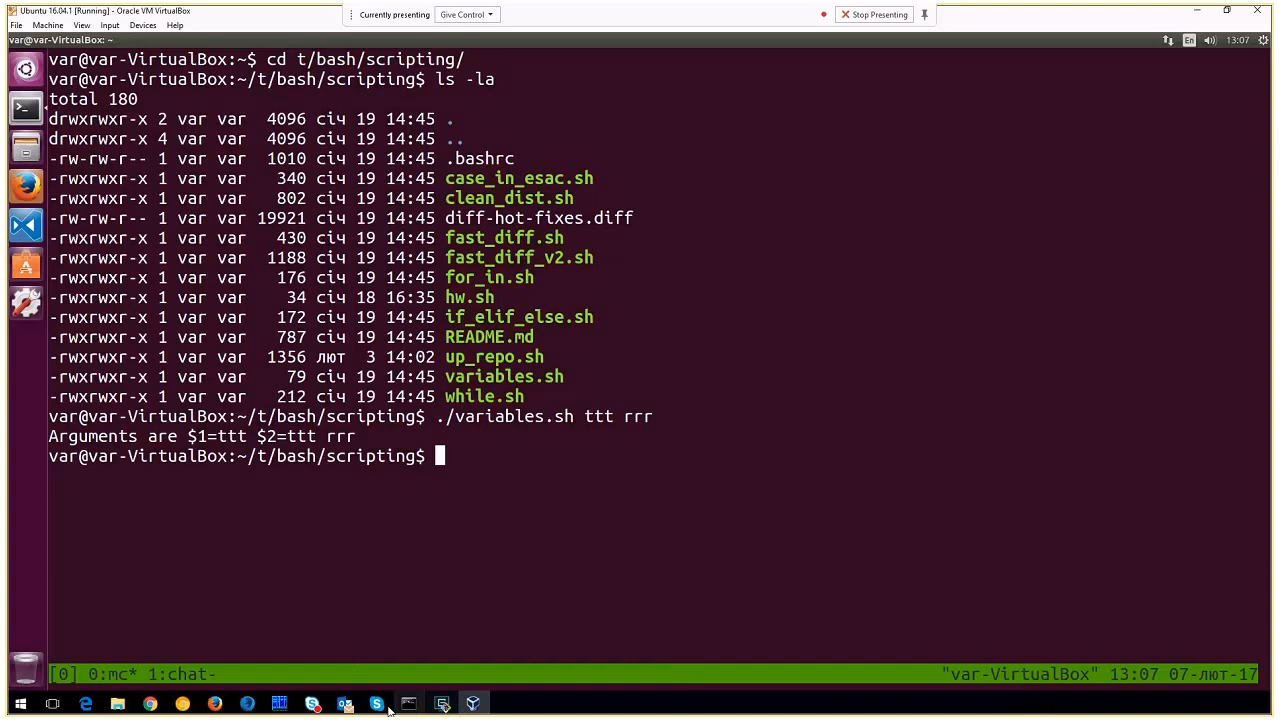 Ubuntu 16.04.1 [Running] - Oracle VM VirtualBox
Currently presenting Give Control Stop Presenting
File Machine View Input Devices Help
var@var-VirtualBox: ~ En 13:07
var@var-VirtualBox:~$ cd t/bash/scripting/
var@var-VirtualBox:~/t/bash/scripting$ ls -la
total 180
drwxrwxr-x 2 var var  4096 січ 19 14:45 .
drwxrwxr-x 4 var var  4096 січ 19 14:45 ..
-rw-rw-r-- 1 var var  1010 січ 19 14:45 .bashrc
-rwxrwxr-x 1 var var   340 січ 19 14:45 case_in_esac.sh
-rwxrwxr-x 1 var var   802 січ 19 14:45 clean_dist.sh
-rw-rw-r-- 1 var var 19921 січ 19 14:45 diff-hot-fixes.diff
-rwxrwxr-x 1 var var   430 січ 19 14:45 fast_diff.sh
-rwxrwxr-x 1 var var  1188 січ 19 14:45 fast_diff_v2.sh
-rwxrwxr-x 1 var var   176 січ 19 14:45 for_in.sh
-rwxrwxr-x 1 var var    34 січ 18 16:35 hw.sh
-rwxrwxr-x 1 var var   172 січ 19 14:45 if_elif_else.sh
-rwxrwxr-x 1 var var   787 січ 19 14:45 README.md
-rwxrwxr-x 1 var var  1356 лют  3 14:02 up_repo.sh
-rwxrwxr-x 1 var var    79 січ 19 14:45 variables.sh
-rwxrwxr-x 1 var var   212 січ 19 14:45 while.sh
var@var-VirtualBox:~/t/bash/scripting$ ./variables.sh ttt rrr
Arguments are $1=ttt $2=ttt rrr
var@var-VirtualBox:~/t/bash/scripting$
[0] 0:mc* 1:chat- "var-VirtualBox" 13:07 07-лют-17